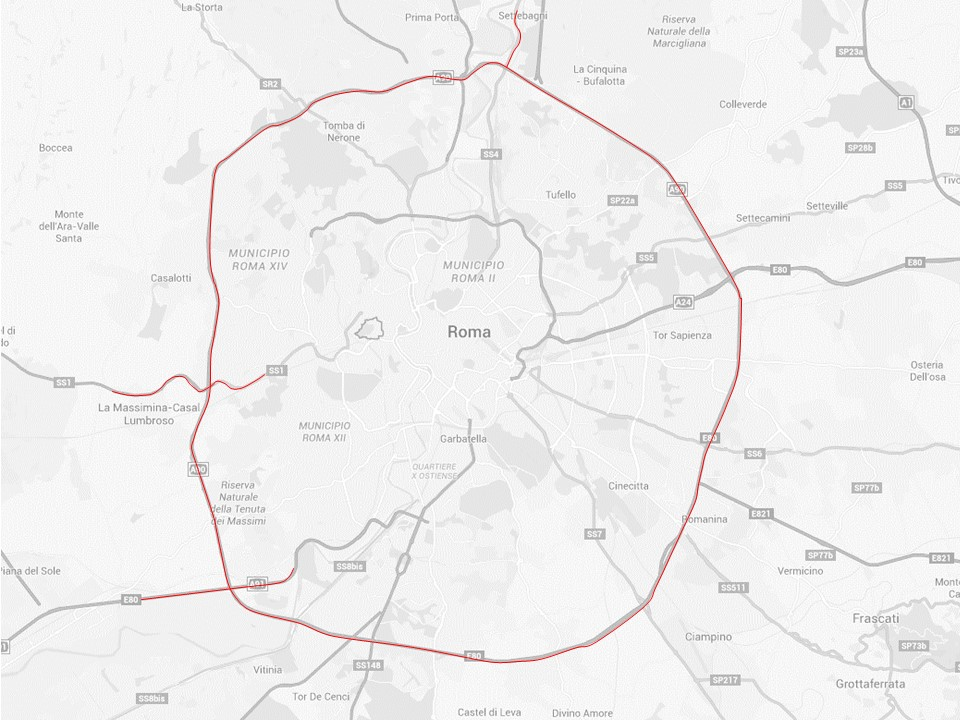 La Storta
Prima Porta
Settebagni
Riserva
Naturale della
Marcigliana
SP23a
La Cinquina
- Bufalotta
SR2
A90
A1
Colleverde
Tomba di
Nerone
SP28b
Boccea
SS4
Tufello
SP22a
A90
SS5
Monte
dell'Ara-Valle
Santa
Setteville
Settecamini
MUNICIPIO
ROMA XIV
MUNICIPIO
ROMA II
SS5
E80
E80
Casalotti
A24
Roma
Tor Sapienza
SS1
SS1
Osteria
Dell'osa
La Massimina-Casal
Lumbroso
MUNICIPIO
ROMA XII
Garbatella
E80
SS6
A90
QUARTIERE
X OSTIENSE
Riserva
Naturale
della Tenuta
dei Massimi
Cinecittà
SP77b
Romanina
E821
SS7
SP77b
E821
Piana del Sole
SS8bis
Vermicino
A91
SS511
E80
Frascati
Ciampino
SP73b
E80
SS148
Vitinia
SP217
Grottaferrata
SS8bis
Tor De Cenci
Castel di Leva
Divino Amore